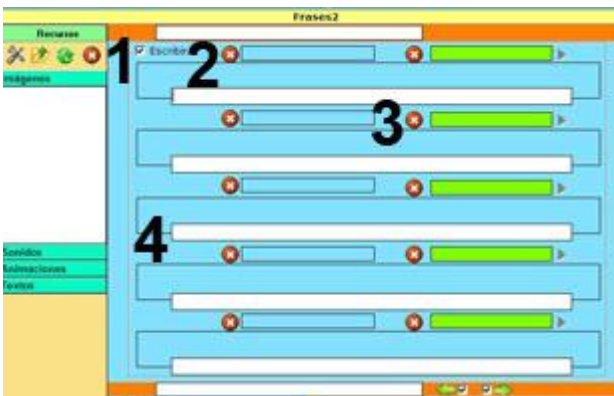 Frases2
Recursos
1
Escribir
2
Imágenes
3
4
Sonidos
Animaciones
Textos